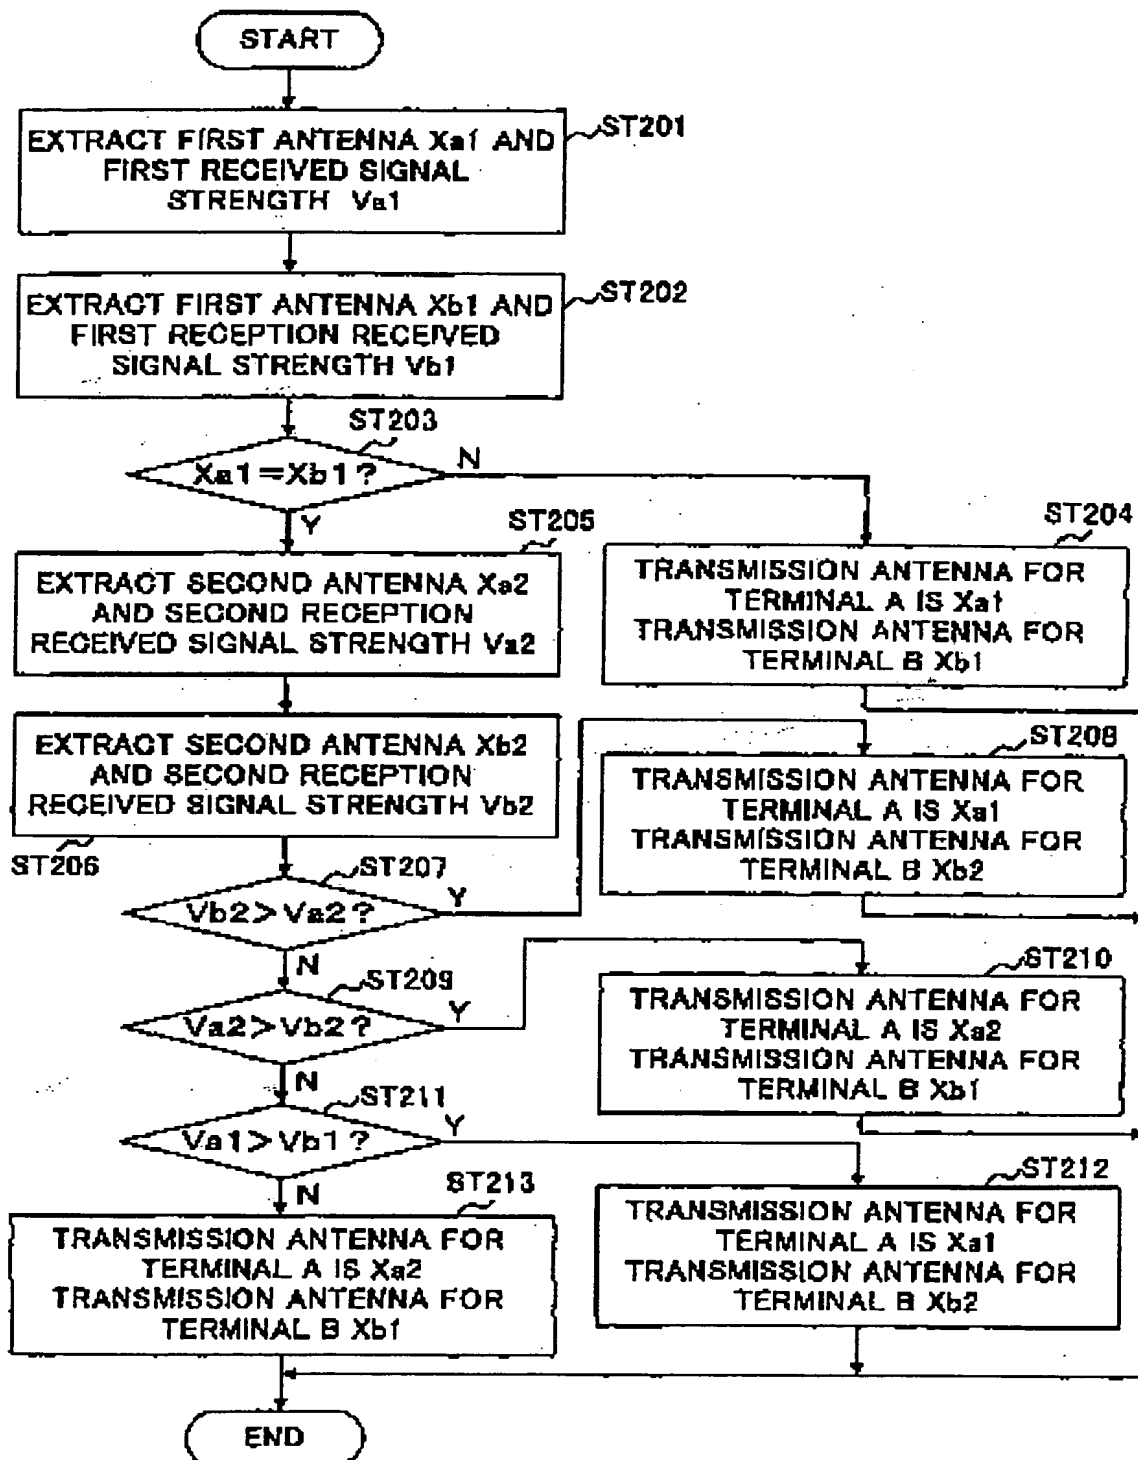 START
EXTRACT FIRST ANTENNA Xa1 AND
FIRST RECEIVED SIGNAL
STRENGTH Va1
ST201
EXTRACT FIRST ANTENNA Xb1 AND
FIRST RECEPTION RECEIVED
SIGNAL STRENGTH Vb1
ST202
ST203
Xa1=Xb1?
N
Y
ST204
TRANSMISSION ANTENNA FOR
TERMINAL A IS Xa1
TRANSMISSION ANTENNA FOR
TERMINAL B Xb1
ST205
EXTRACT SECOND ANTENNA Xa2
AND SECOND RECEPTION
RECEIVED SIGNAL STRENGTH Va2
EXTRACT SECOND ANTENNA Xb2
AND SECOND RECEPTION
RECEIVED SIGNAL STRENGTH Vb2
ST206
ST207
Vb2>Va2?
Y
N
ST208
TRANSMISSION ANTENNA FOR
TERMINAL A IS Xa1
TRANSMISSION ANTENNA FOR
TERMINAL B Xb2
ST209
Va2>Vb2?
Y
N
ST210
TRANSMISSION ANTENNA FOR
TERMINAL A IS Xa2
TRANSMISSION ANTENNA FOR
TERMINAL B Xb1
ST211
Va1>Vb1?
Y
N
ST212
TRANSMISSION ANTENNA FOR
TERMINAL A IS Xa1
TRANSMISSION ANTENNA FOR
TERMINAL B Xb2
ST213
TRANSMISSION ANTENNA FOR
TERMINAL A IS Xa2
TRANSMISSION ANTENNA FOR
TERMINAL B Xb1
END